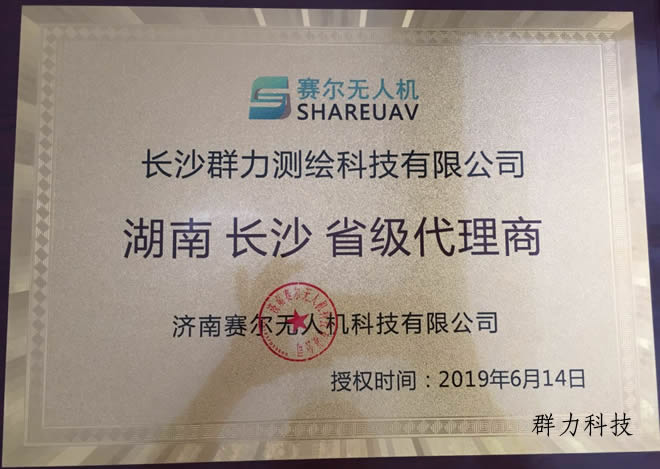 赛尔无人机
SHAREUAV
长沙群力测绘科技有限公司
湖南 长沙 省级代理商
济南赛尔无人机科技有限公司
授权时间：2019年6月14日
群力科技